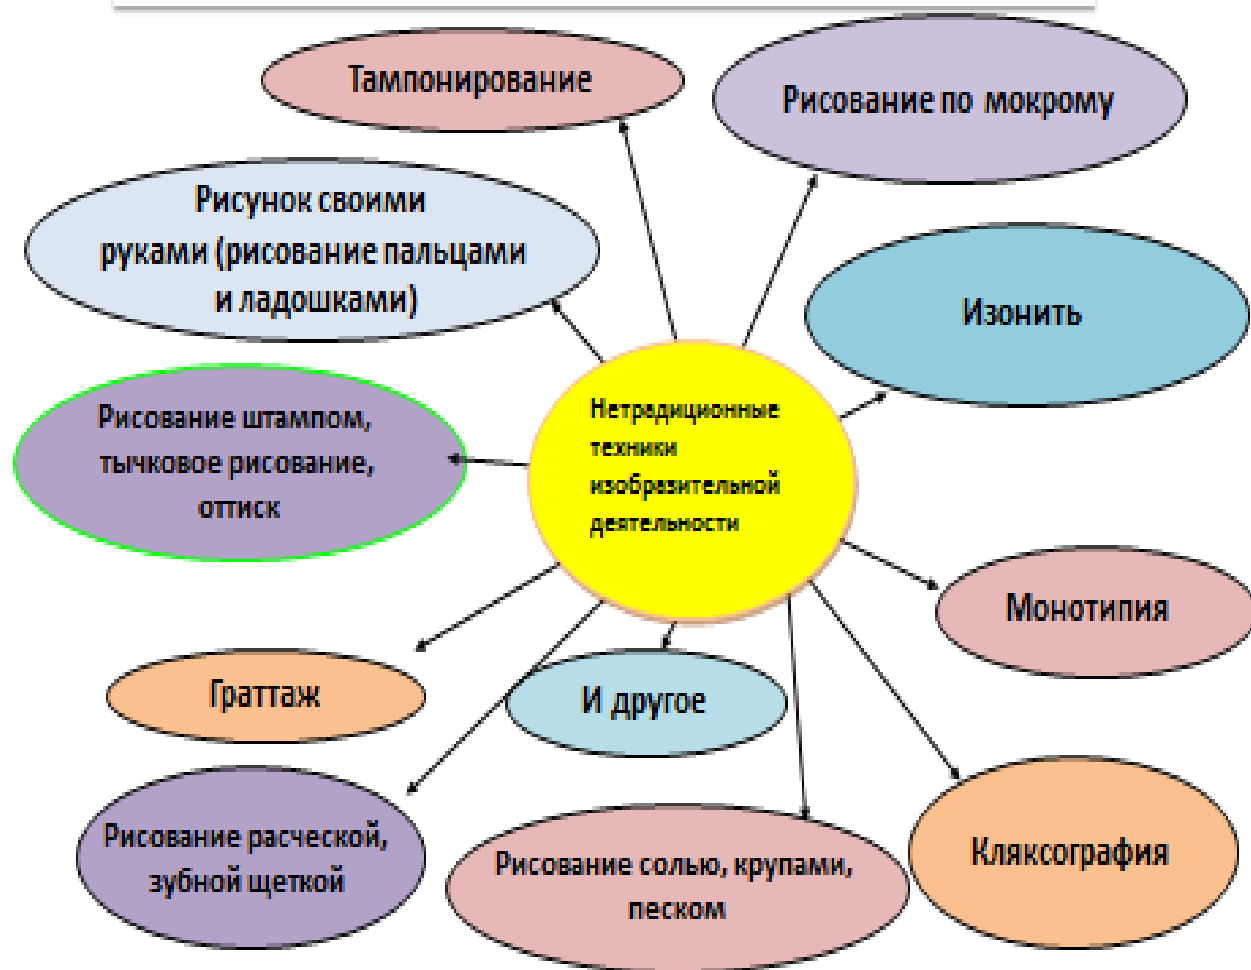 Тампонирование
Рисование по мокрому
Рисунок своими
руками (рисование пальцами
и ладошками)
Изонить
Нетрадиционные
техники
изобразительной
деятельности
Рисование штампом,
тычковое рисование,
оттиск
Монотипия
Граттаж
И другое
Рисование расческой,
зубной щеткой
Рисование солью, крупами,
песком
Кляксография